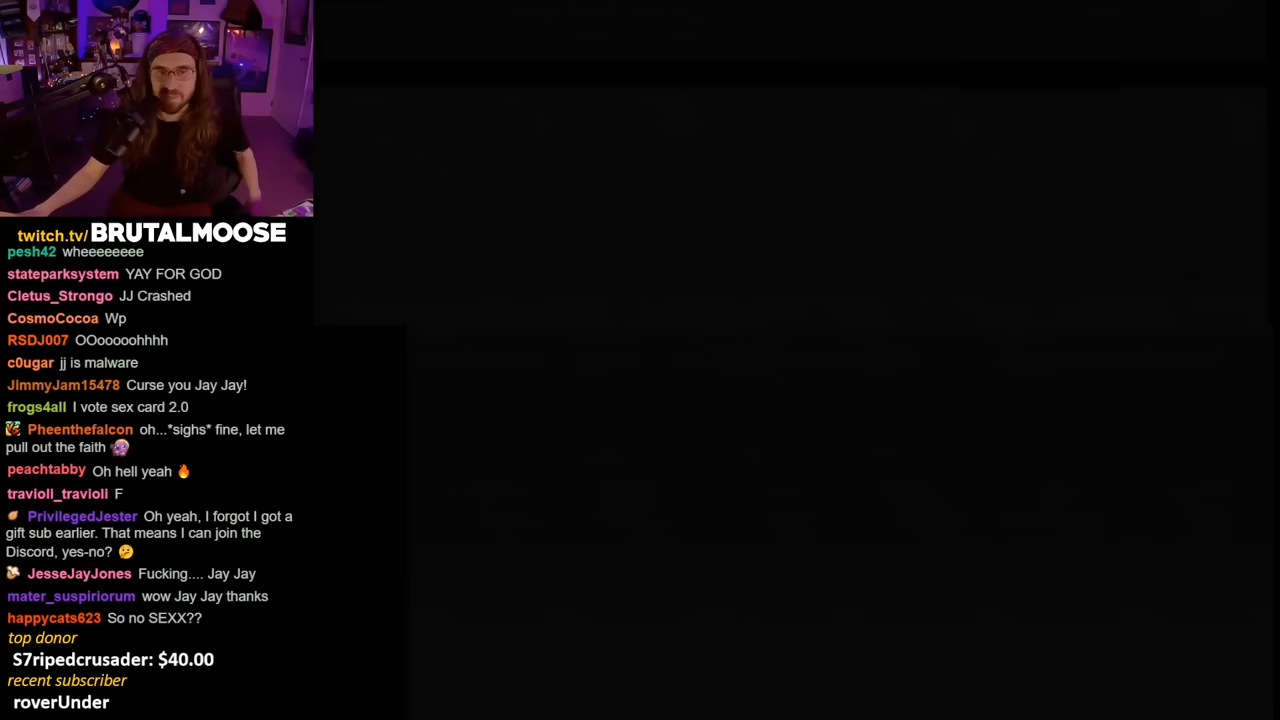 twitch.tv/BRUTALMOOSE
pesh42 wheeeeeeee
stateparksystem YAY FOR GOD
Cletus_Strongo JJ Crashed
CosmoCocoa Wp
RSDJ007 OOooooohhhh
c0ugar jj is malware
JimmyJam15478 Curse you Jay Jay!
frogs4all I vote sex card 2.0
Pheenthefalcon oh...*sighs* fine, let me
pull out the faith
peachtabby Oh hell yeah 🔥
travioli_travioli F
PrivilegedJester Oh yeah, I forgot I got a
gift sub earlier. That means I can join the
Discord, yes-no? 🤔
JesseJayJones Fucking.... Jay Jay
mater_suspiriorum wow Jay Jay thanks
happycats623 So no SEXX??
top donor
S7ripedcrusader: $40.00
recent subscriber
roverUnder